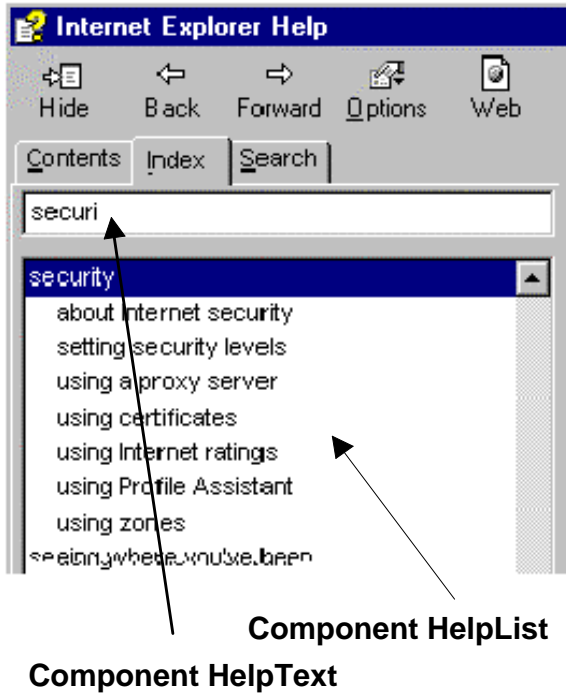 Internet Explorer Help
Hide Back Forward Options Web
Contents Index Search
securi
security
about Internet security
setting security levels
using a proxy server
using certificates
using Internet ratings
using Profile Assistant
using zones
seeing where you've been
Component HelpList
Component HelpText